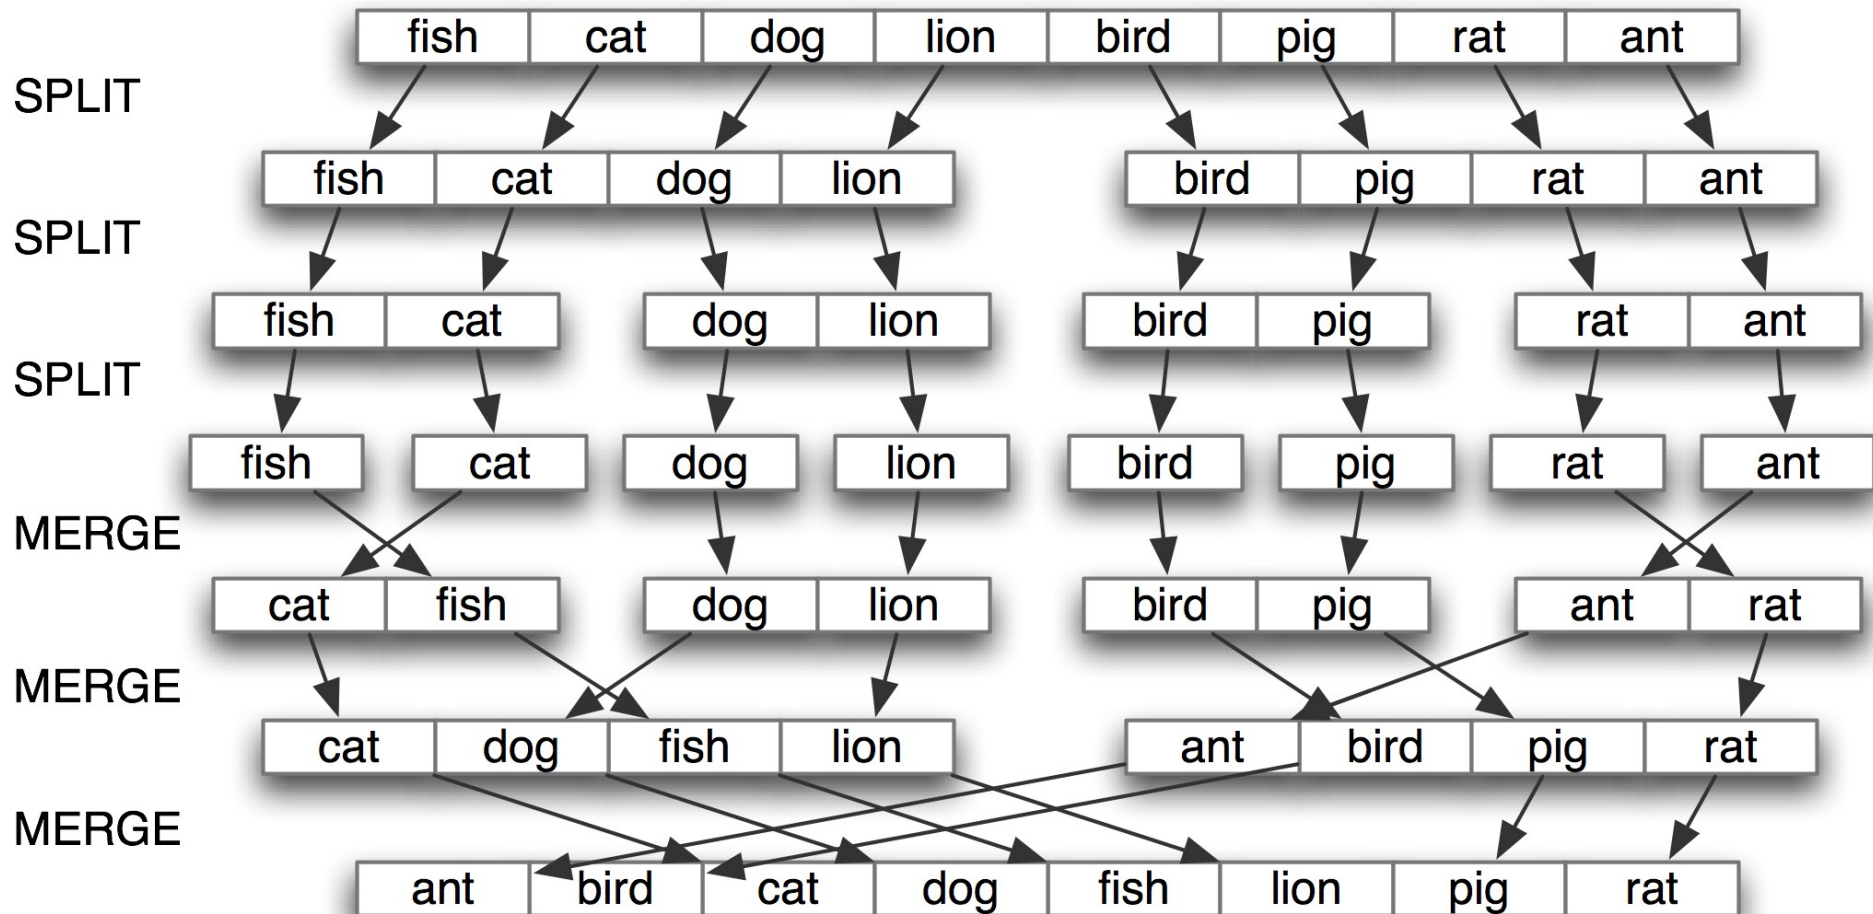 fish cat dog lion bird pig rat ant
SPLIT
fish cat dog lion bird pig rat ant
SPLIT
fish cat dog lion bird pig rat ant
SPLIT
fish cat dog lion bird pig rat ant
MERGE
cat fish dog lion bird pig ant rat
MERGE
cat dog fish lion ant bird pig rat
MERGE
ant bird cat dog fish lion pig rat